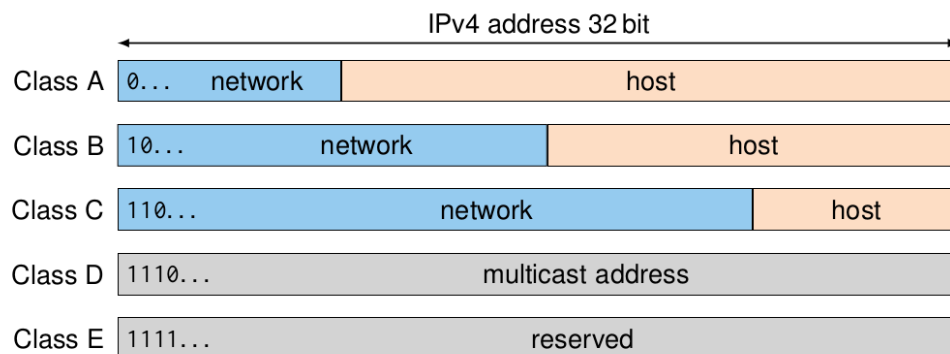 IPv4 address 32 bit
Class A 0... network host
Class B 10... network host
Class C 110... network host
Class D 1110... multicast address
Class E 1111... reserved